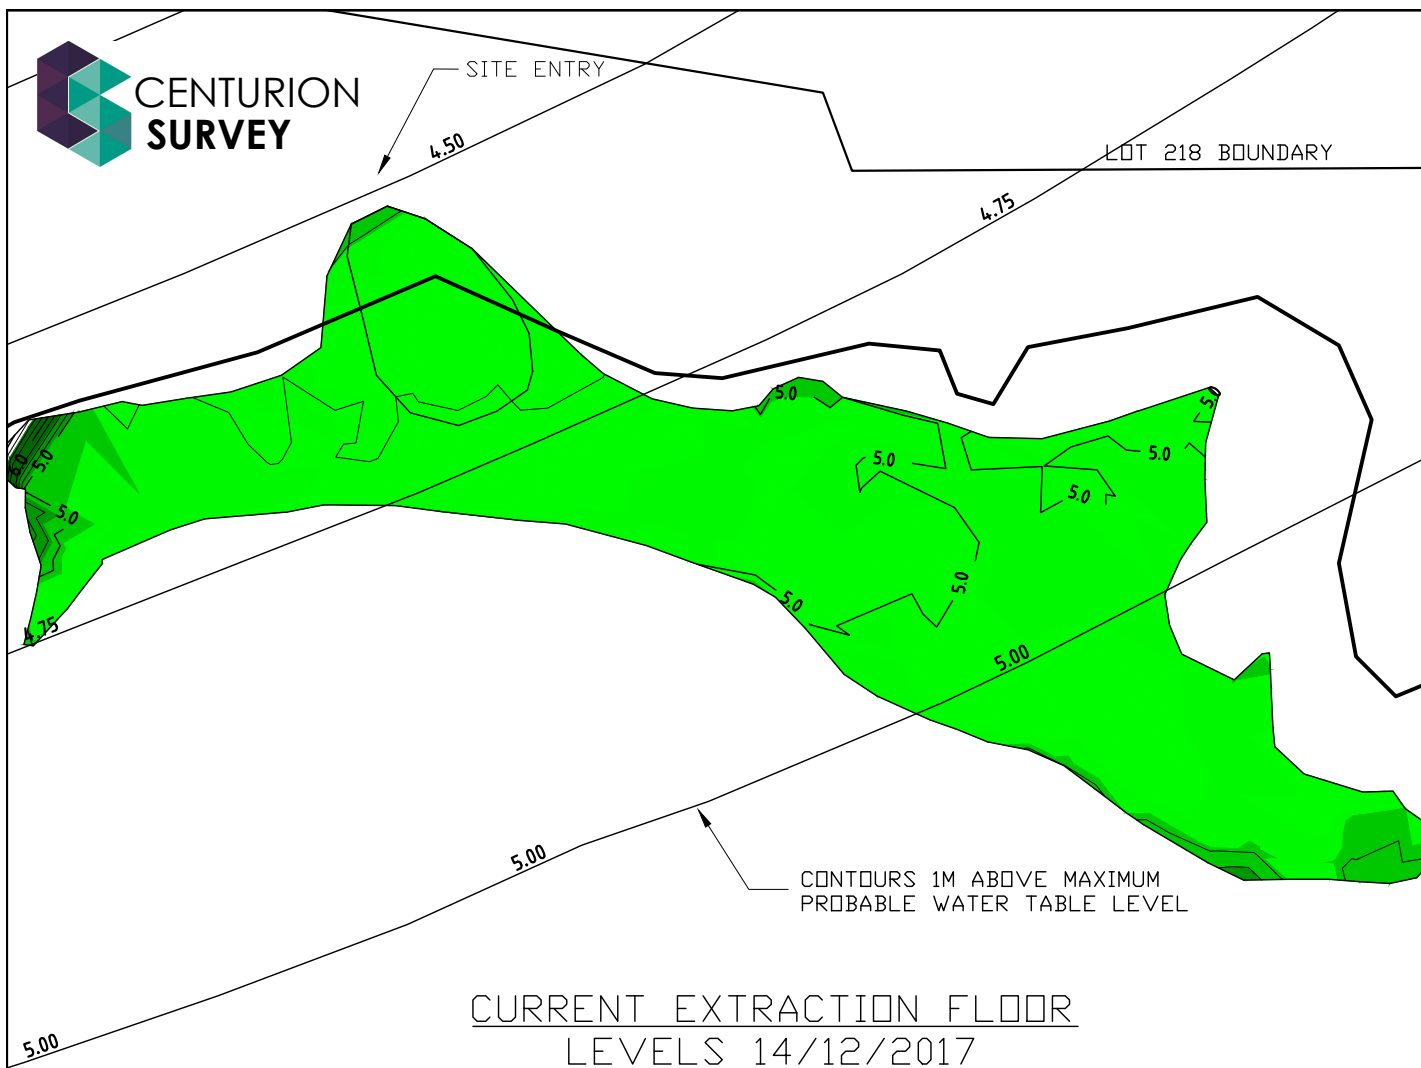 CENTURION
SURVEY
SITE ENTRY
4.50
LOT 218 BOUNDARY
4.75
5.0
5.0
5.0
5.0
5.0
5.0
5.0
5.0
5.0
5.0
4.75
5.00
5.00
CONTOURS 1M ABOVE MAXIMUM
PROBABLE WATER TABLE LEVEL
CURRENT EXTRACTION FLOOR
LEVELS 14/12/2017
5.00